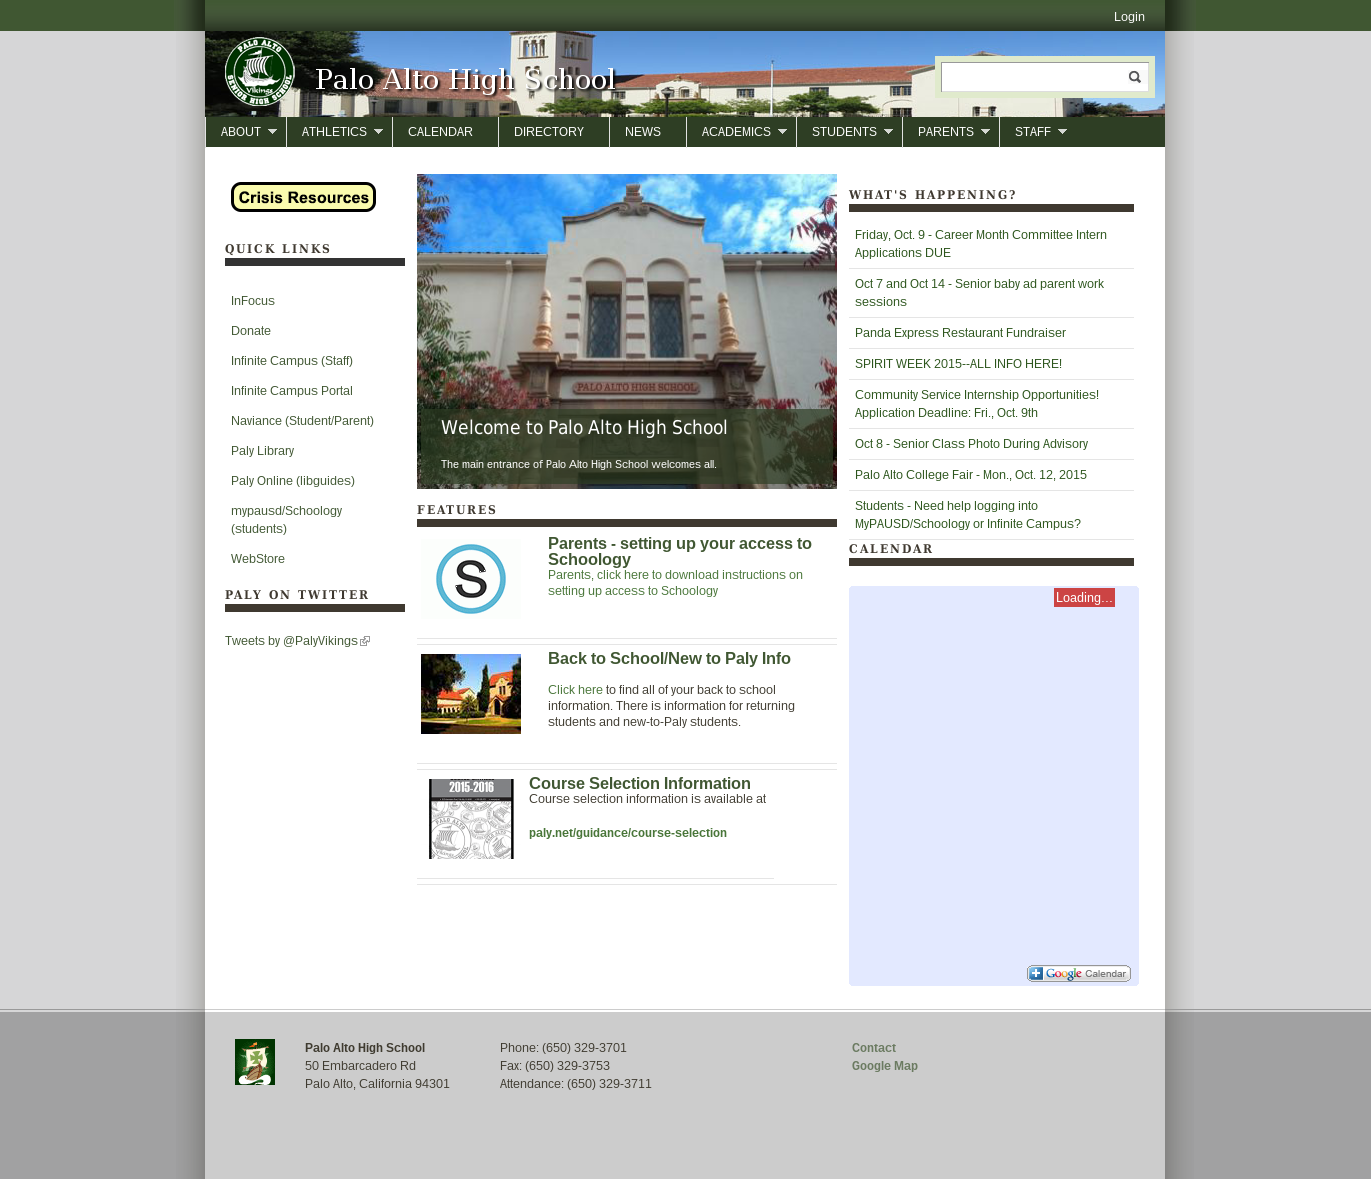 Login
PALO ALTO
Vikings
SENIOR HIGH SCHOOL
Palo Alto High School
ABOUT
ATHLETICS
CALENDAR
DIRECTORY
NEWS
ACADEMICS
STUDENTS
PARENTS
STAFF
Crisis Resources
QUICK LINKS
InFocus
Donate
Infinite Campus (Staff)
Infinite Campus Portal
Naviance (Student/Parent)
Paly Library
Paly Online (libguides)
mypausd/Schoology
(students)
WebStore
PALY ON TWITTER
Tweets by @PalyVikings
PALO ALTO HIGH SCHOOL
Welcome to Palo Alto High School
The main entrance of Palo Alto High School welcomes all.
FEATURES
S
Parents - setting up your access to
Schoology
Parents, click here to download instructions on
setting up access to Schoology
Back to School/New to Paly Info
Click here to find all of your back to school
information. There is information for returning
students and new-to-Paly students.
2015-2016
Course Selection Information
Course selection information is available at
paly.net/guidance/course-selection
WHAT'S HAPPENING?
Friday, Oct. 9 - Career Month Committee Intern
Applications DUE
Oct 7 and Oct 14 - Senior baby ad parent work
sessions
Panda Express Restaurant Fundraiser
SPIRIT WEEK 2015--ALL INFO HERE!
Community Service Internship Opportunities!
Application Deadline: Fri., Oct. 9th
Oct 8 - Senior Class Photo During Advisory
Palo Alto College Fair - Mon., Oct. 12, 2015
Students - Need help logging into
MyPAUSD/Schoology or Infinite Campus?
CALENDAR
Loading...
Google Calendar
Palo Alto High School
50 Embarcadero Rd
Palo Alto, California 94301
Phone: (650) 329-3701
Fax: (650) 329-3753
Attendance: (650) 329-3711
Contact
Google Map